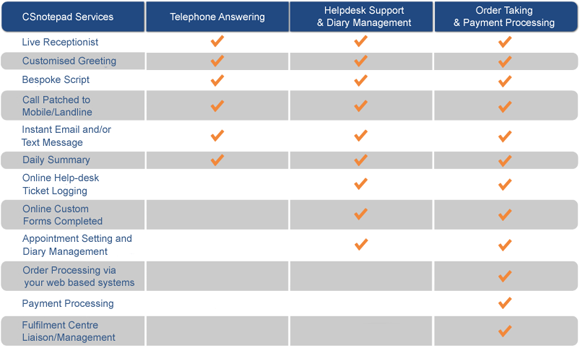 CSnotepad Services
Telephone Answering
Helpdesk Support
& Diary Management
Order Taking
& Payment Processing
Live Receptionist
Customised Greeting
Bespoke Script
Call Patched to
Mobile/Landline
Instant Email and/or
Text Message
Daily Summary
Online Help-desk
Ticket Logging
Online Custom
Forms Completed
Appointment Setting and
Diary Management
Order Processing via
your web based systems
Payment Processing
Fulfilment Centre
Liaison/Management